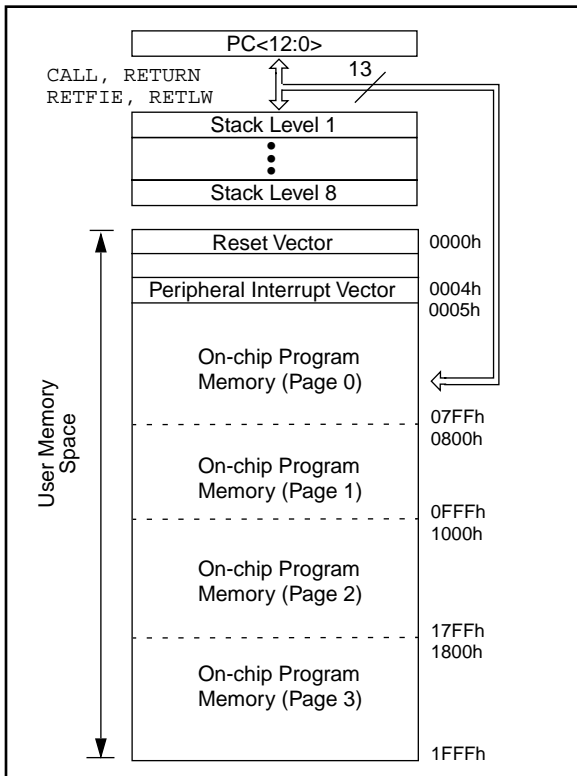 PC<12:0>
CALL, RETURN
RETFIE, RETLW
13
Stack Level 1
Stack Level 8
User Memory
Space
Reset Vector
0000h
Peripheral Interrupt Vector
0004h
0005h
On-chip Program
Memory (Page 0)
07FFh
0800h
On-chip Program
Memory (Page 1)
0FFFh
1000h
On-chip Program
Memory (Page 2)
17FFh
1800h
On-chip Program
Memory (Page 3)
1FFFh